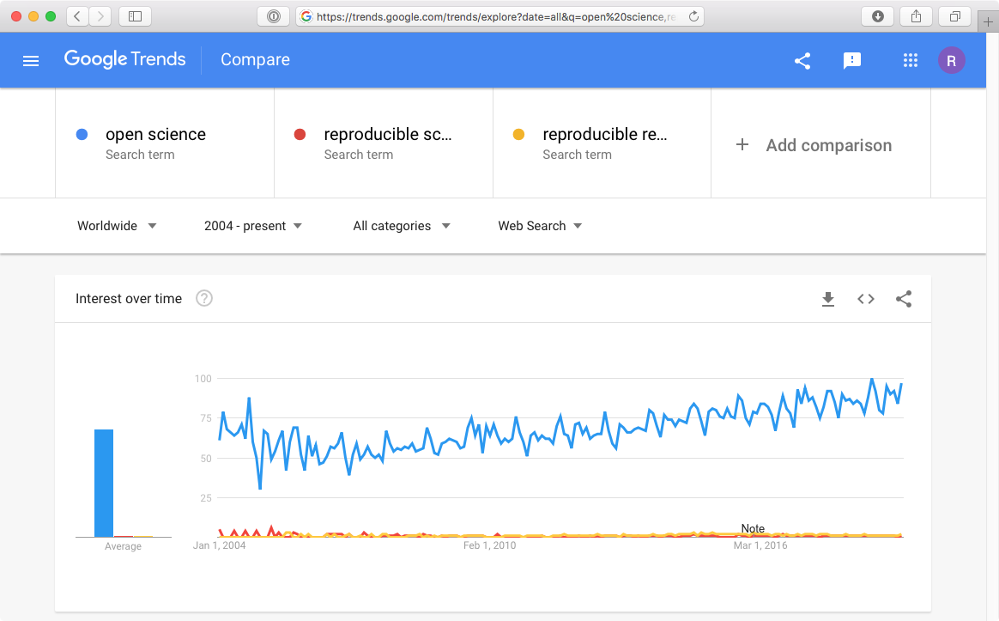 https://trends.google.com/trends/explore?date=all&q=open%20science,re
Google Trends Compare R
open science reproducible sc... reproducible re...
Search term Search term Search term
+ Add comparison
Worldwide 2004 - present All categories Web Search
Interest over time ?
100
75
50
25
Note
Average Jan 1, 2004 Feb 1, 2010 Mar 1, 2016